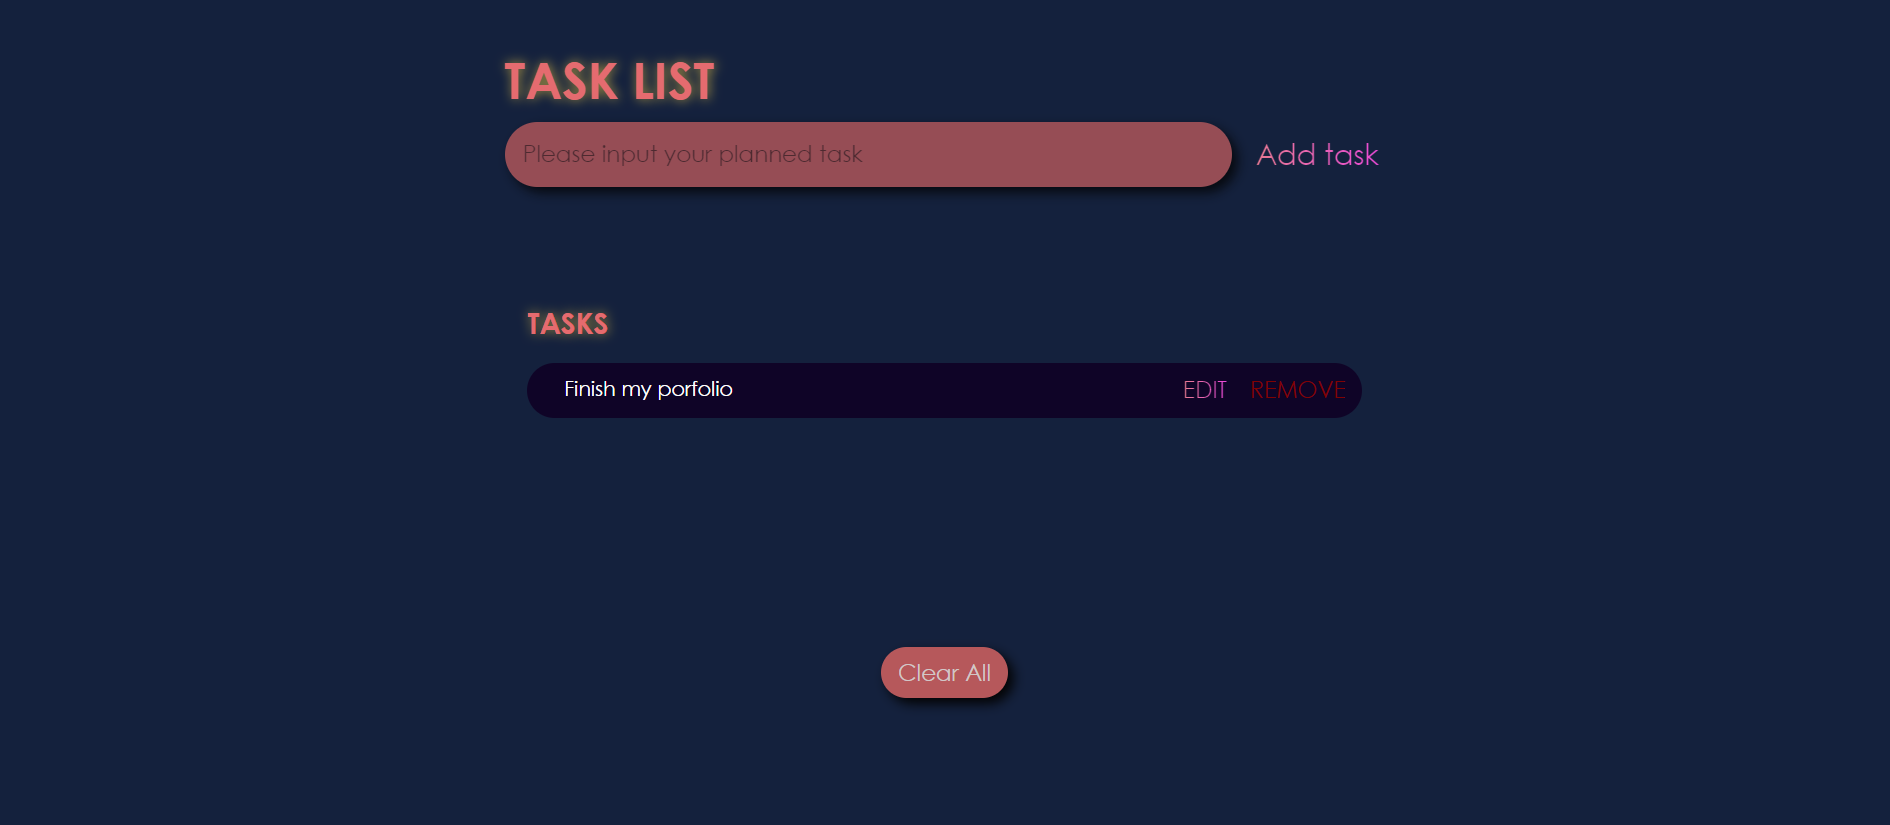 TASK LIST
Please input your planned task
Add task
TASKS
Finish my porfolio
EDIT REMOVE
Clear All